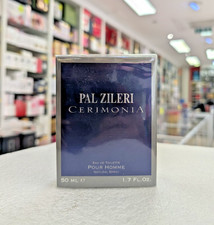 PAL ZILERI
CERIMONIA
EAU DE TOILETTE
POUR HOMME
NATURAL SPRAY
50 ML ℮ 1.7 FL. OZ.